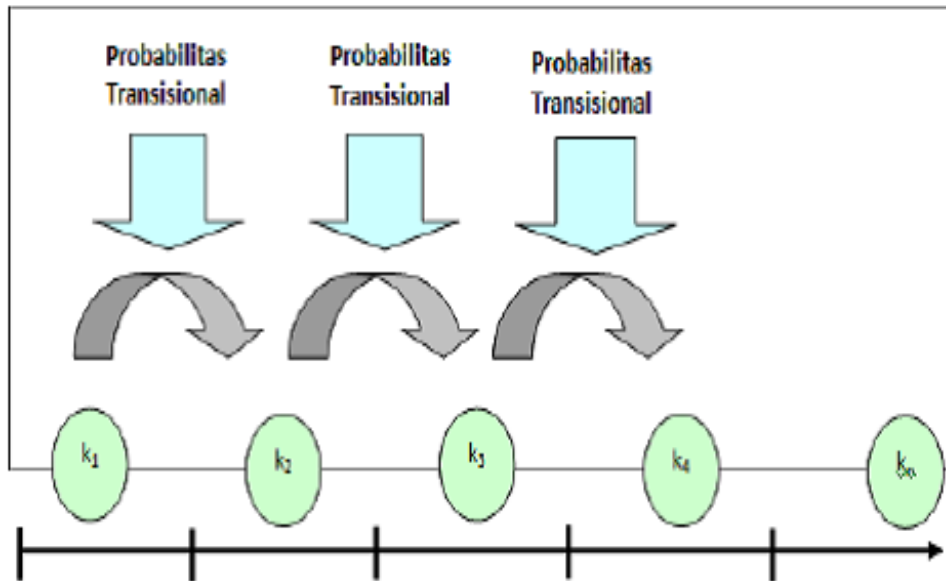 Probabilitas
Transisional
Probabilitas
Transisional
Probabilitas
Transisional
k₁
k₂
k₃
k₄